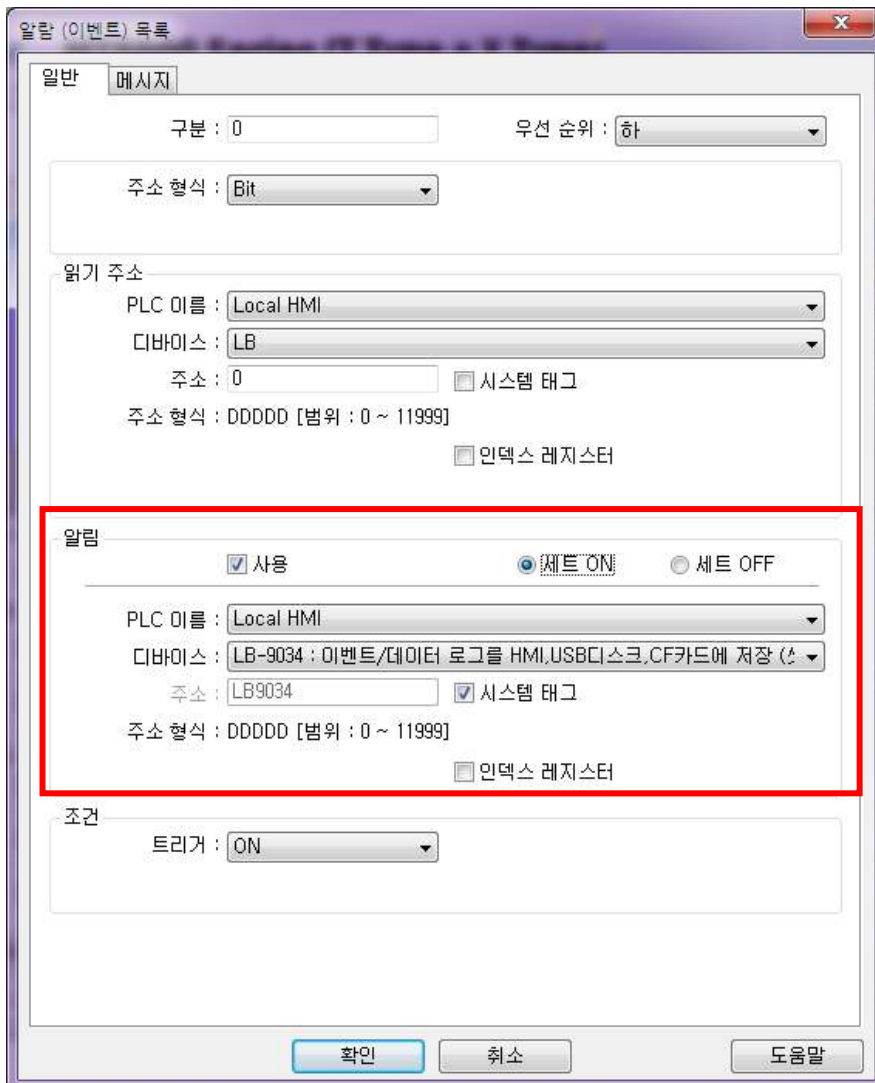 알람 (이벤트) 목록
일반 메시지
구분 : 0 우선 순위 : 하
주소 형식 : Bit
읽기 주소
PLC 이름 : Local HMI
디바이스 : LB
주소 : 0 시스템 태그
주소 형식 : DDDDD [범위 : 0 ~ 11999]
인덱스 레지스터
알림
사용 세트 ON 세트 OFF
PLC 이름 : Local HMI
디바이스 : LB-9034 : 이벤트/데이터 로그를 HMI,USB디스크,CF카드에 저장
주소 : LB9034 시스템 태그
주소 형식 : DDDDD [범위 : 0 ~ 11999]
인덱스 레지스터
조건
트리거 : ON
확인 취소 도움말